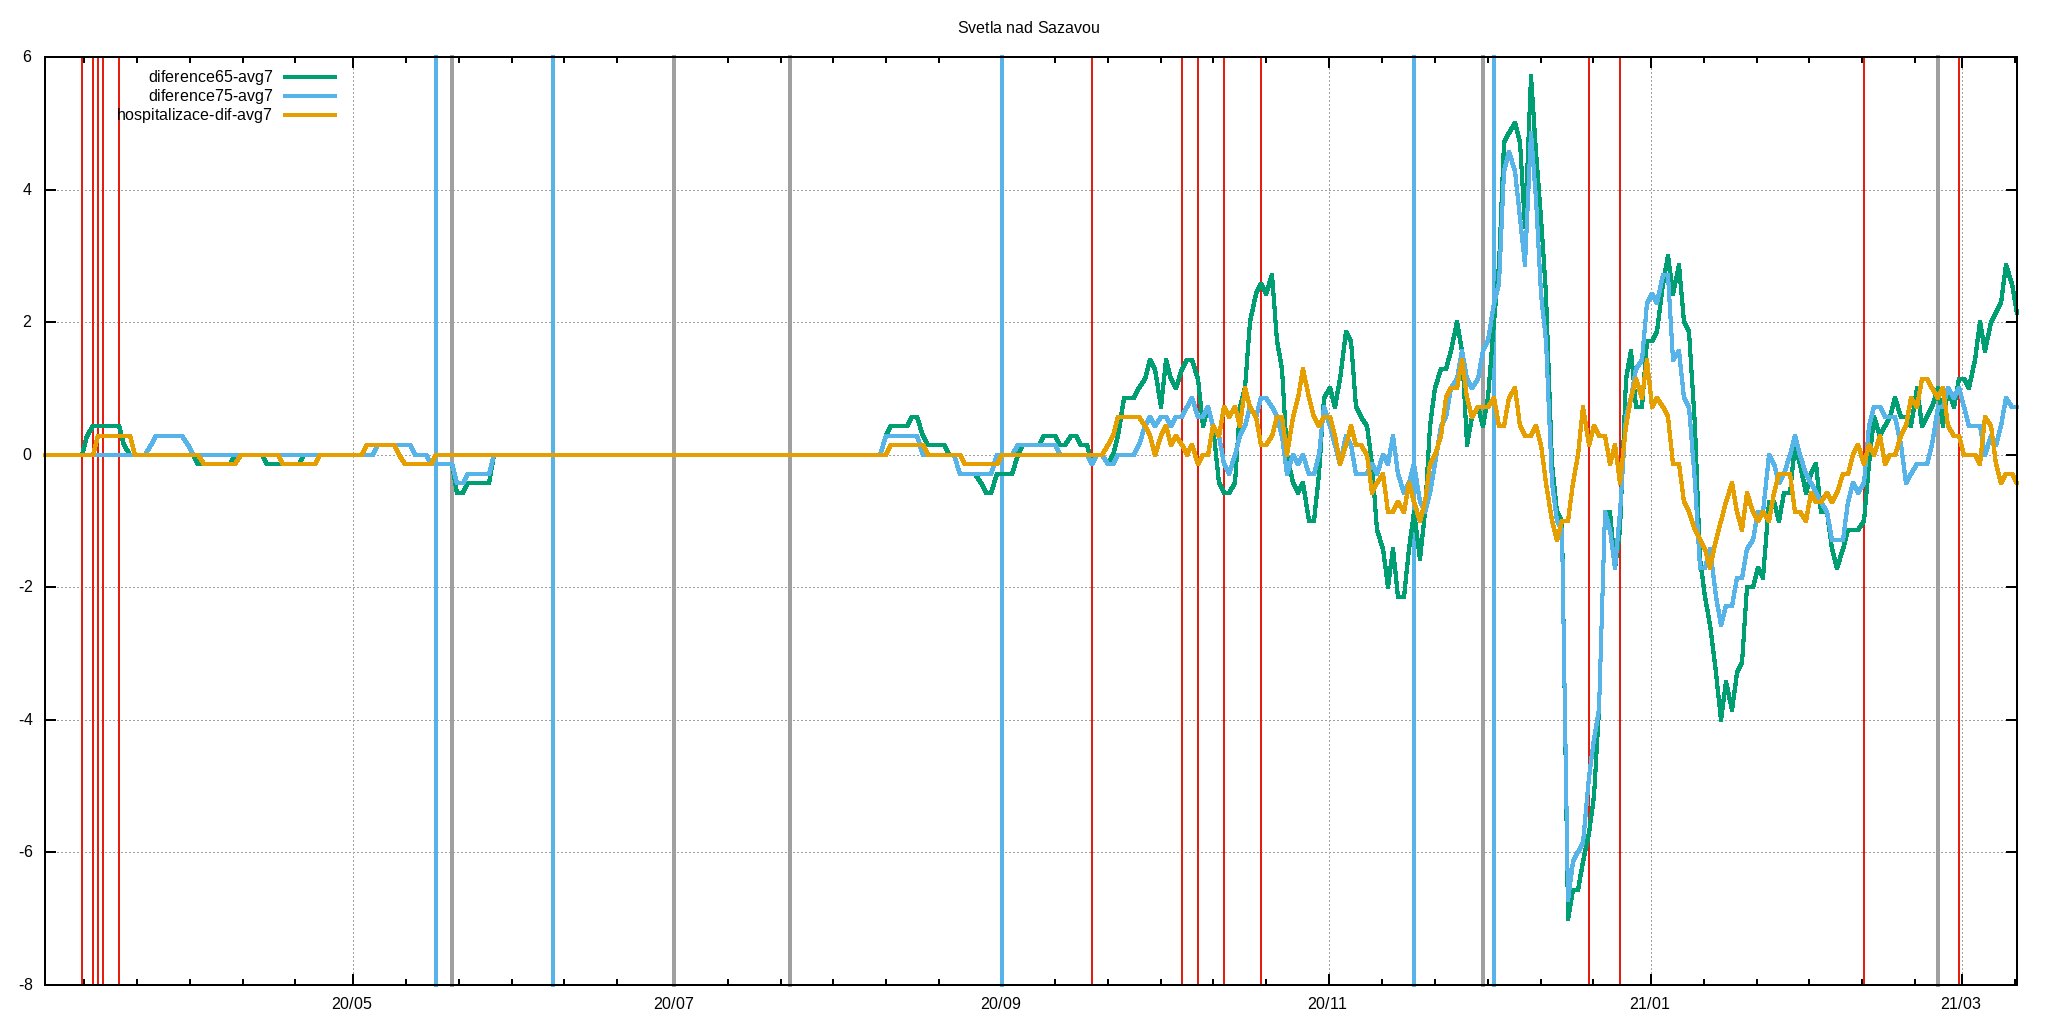 Svetla nad Sazavou
6
diference65-avg7
diference75-avg7
hospitalizace-dif-avg7
4
2
0
-2
-4
-6
-8
20/05 20/07 20/09 20/11 21/01 21/03